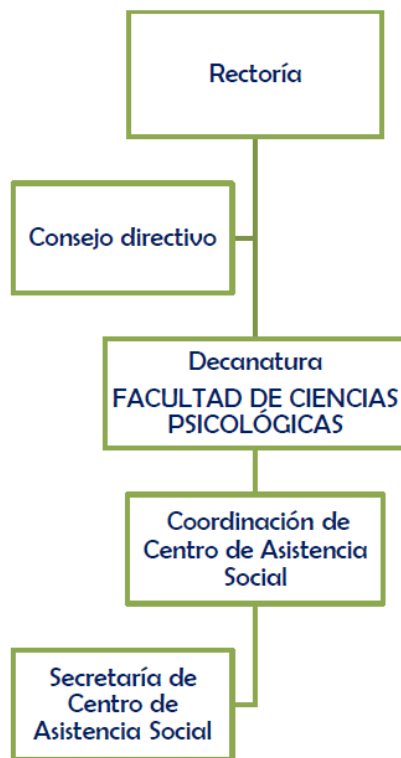 Rectoría
Consejo directivo
Decanatura
FACULTAD DE CIENCIAS
PSICOLÓGICAS
Coordinación de
Centro de Asistencia
Social
Secretaría de
Centro de
Asistencia Social